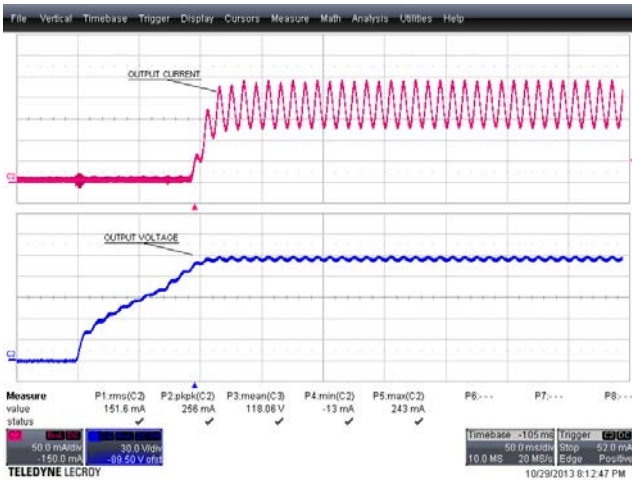 File Vertical Timebase Trigger Display Cursors Measure Math Analysis Utilities Help
OUTPUT CURRENT
C2
OUTPUT VOLTAGE
C3
Measure P1:rms(C2) P2:pkpk(C2) P3:mean(C3) P4:min(C2) P5:max(C2) P6:- - - P7:- - - P8:- - -
value 151.6 mA 256 mA 118.06 V -13 mA 243 mA
status
C2
50.0 mA/div
-150.0 mA
30.0 V/div
-89.50 V ofst
Timebase -105 ms
50.0 ms/div
10.0 MS 20 MS/s
Trigger C2 DC
Stop 52.0 mA
Edge Positive
TELEDYNE LECROY
10/29/2013 8:12:47 PM